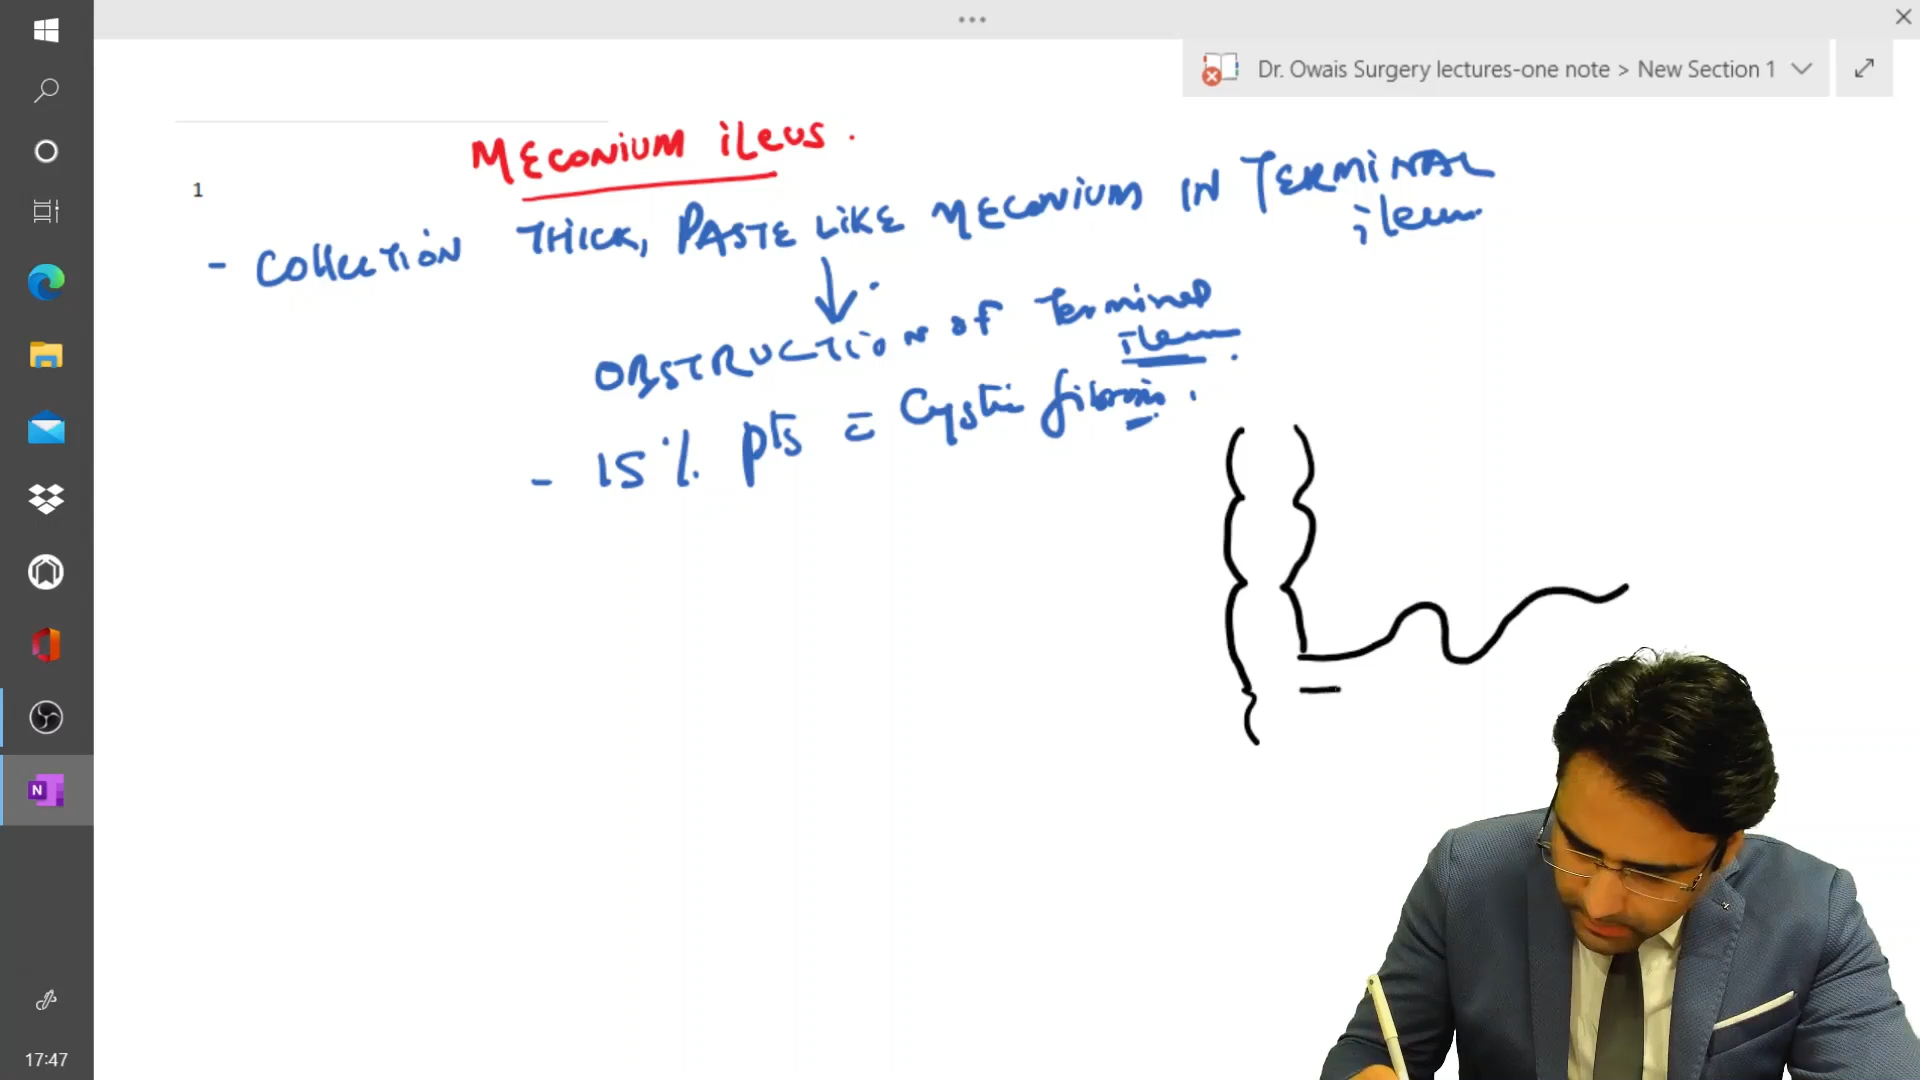 Dr. Owais Surgery lectures-one note > New Section 1
MECONIUM iLEUS.
1
- COllECTiON THICK, PASTE LIKE MECONIUM IN TERMINAL
ileum
OBSTRUCTION of Terminal
ileum.
- 15% pts c̄ Cystic fibrosis.
N
17:47